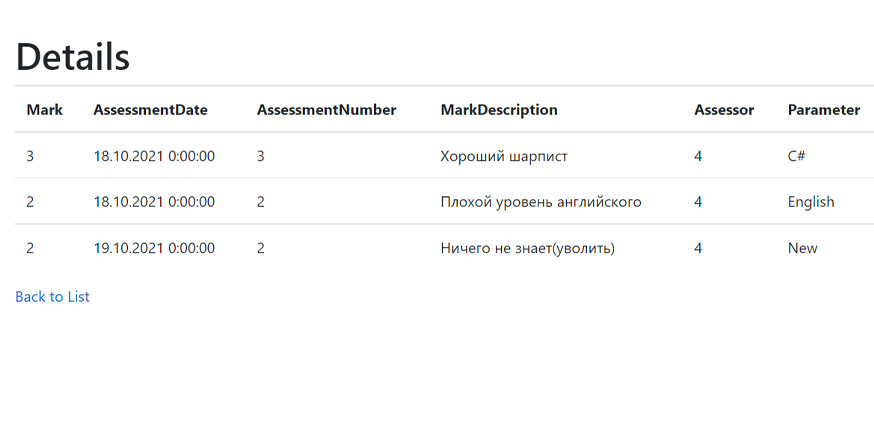 Details
Mark AssessmentDate AssessmentNumber MarkDescription Assessor Parameter
3 18.10.2021 0:00:00 3 Хороший шарпист 4 C#
2 18.10.2021 0:00:00 2 Плохой уровень английского 4 English
2 19.10.2021 0:00:00 2 Ничего не знает(уволить) 4 New
Back to List